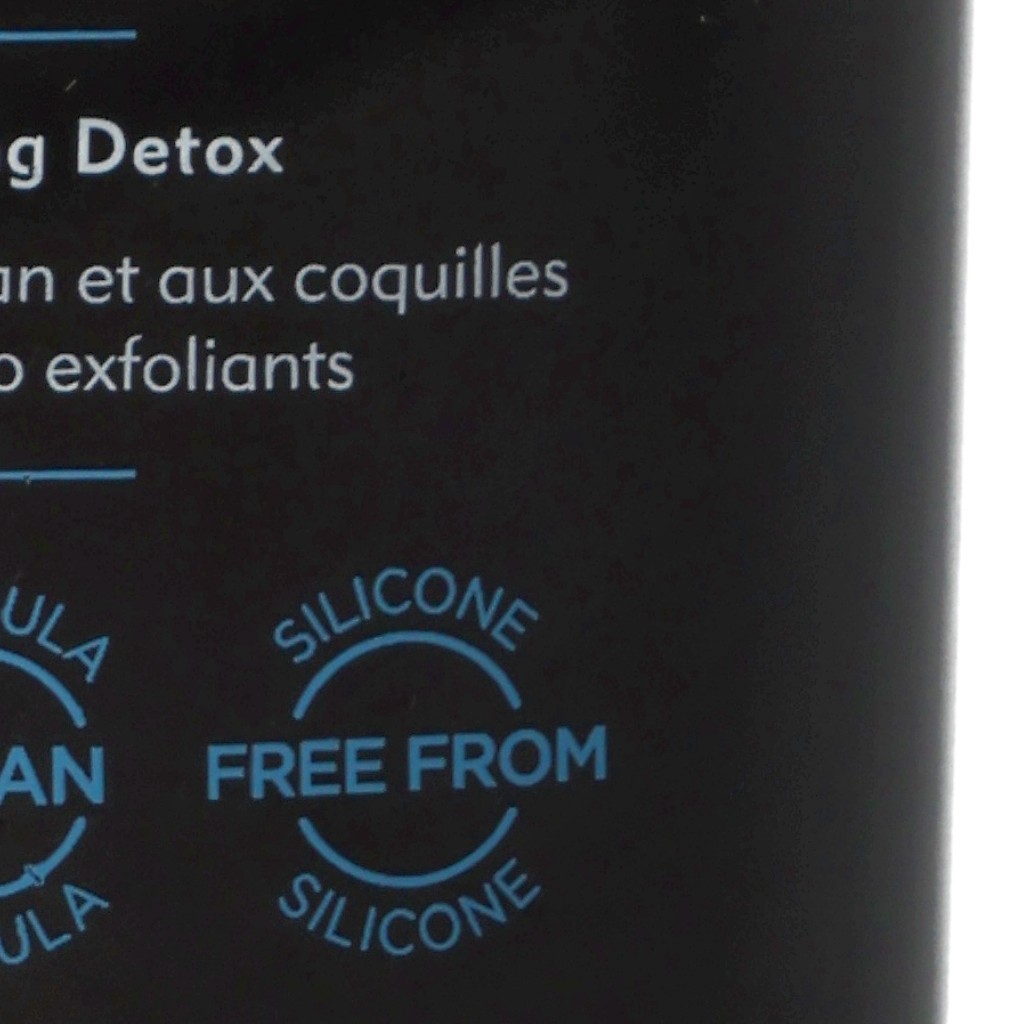 g Detox
an et aux coquilles
o exfoliants
ULA
AN
ULA
SILICONE
FREE FROM
SILICONE